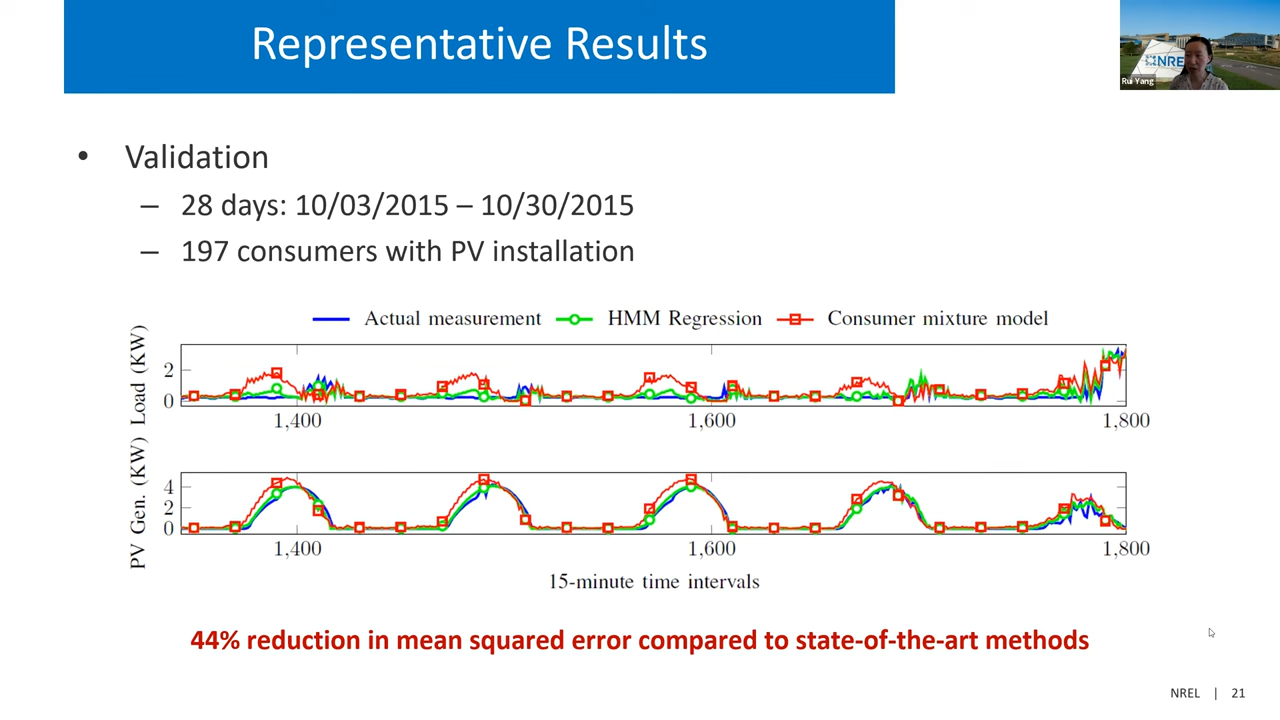 Representative Results
NREL
Rui Yang
• Validation
– 28 days: 10/03/2015 – 10/30/2015
– 197 consumers with PV installation
Actual measurement HMM Regression Consumer mixture model
Load (KW)
2
0
1,400 1,600 1,800
PV Gen. (KW)
4
2
0
1,400 1,600 1,800
15-minute time intervals
44% reduction in mean squared error compared to state-of-the-art methods
NREL | 21